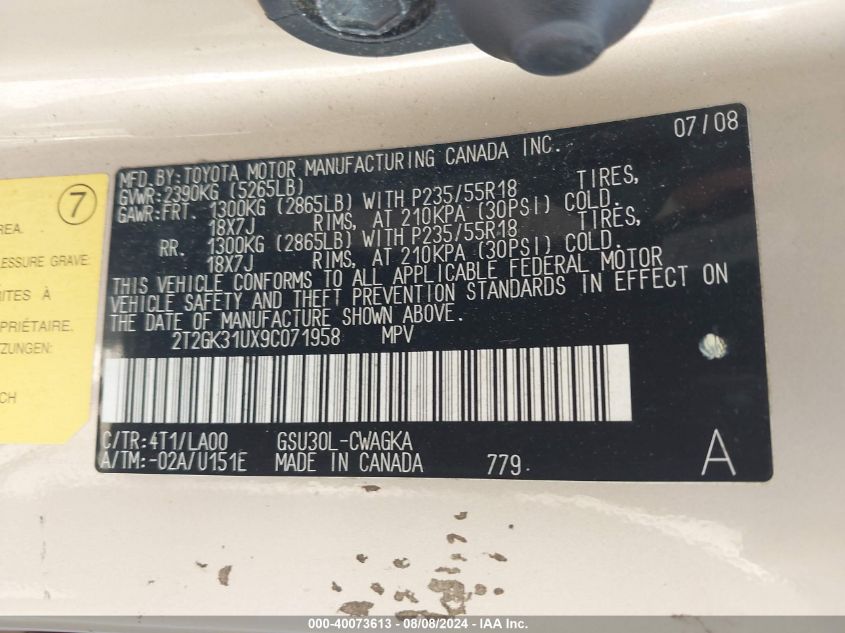 07/08
MFD.BY:TOYOTA MOTOR MANUFACTURING CANADA INC.
GVWR:2390KG (5265LB)
GAWR:FRT. 1300KG (2865LB) WITH P235/55R18 TIRES,
18X7J RIMS, AT 210KPA (30PSI) COLD.
RR. 1300KG (2865LB) WITH P235/55R18 TIRES,
18X7J RIMS, AT 210KPA (30PSI) COLD.
THIS VEHICLE CONFORMS TO ALL APPLICABLE FEDERAL MOTOR
VEHICLE SAFETY AND THEFT PREVENTION STANDARDS IN EFFECT ON
THE DATE OF MANUFACTURE SHOWN ABOVE.
2T2GK31UX9C071958 MPV
C/TR:4T1/LA00 GSU30L-CWAGKA
A/TM:-02A/U151E MADE IN CANADA 779 A
7
REA.
LESSURE GRAVE
ITES À
PRIÉTAIRE,
ZUNGEN:
CH
000-40073613 - 08/08/2024 - IAA Inc.